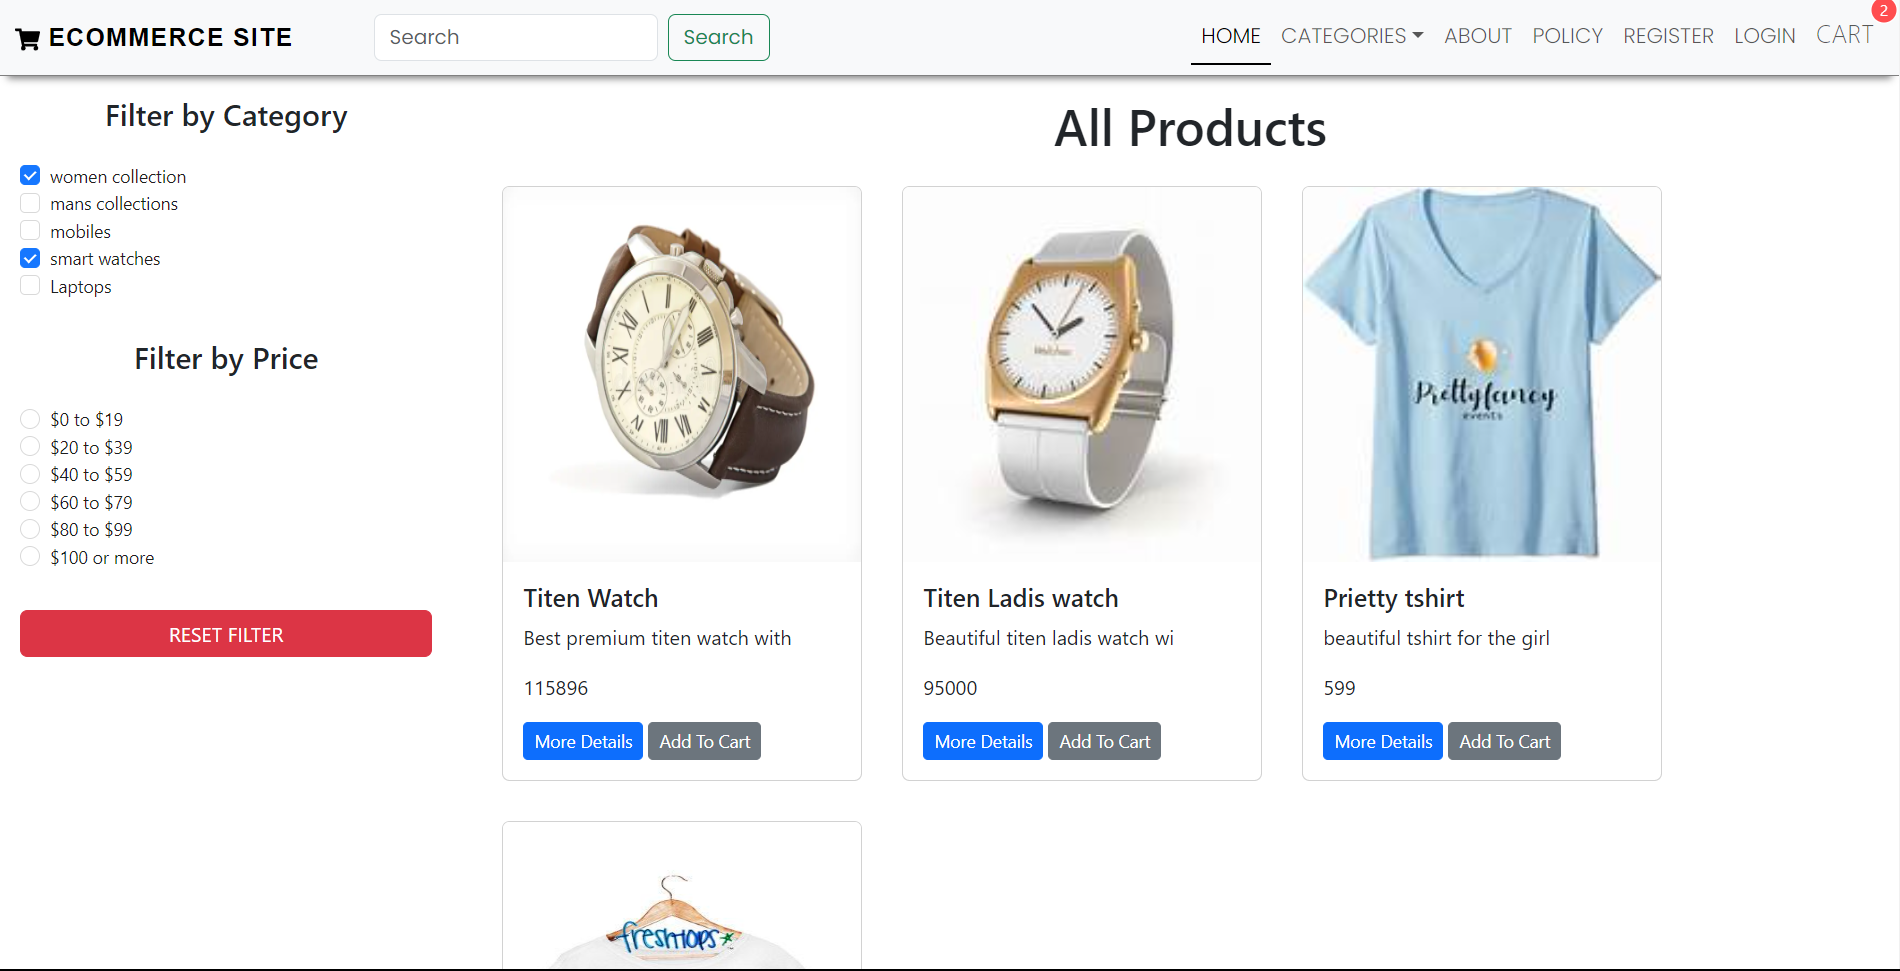 ECOMMERCE SITE
Search
Search
HOME
CATEGORIES
ABOUT
POLICY
REGISTER
LOGIN
CART
2
Filter by Category
women collection
mans collections
mobiles
smart watches
Laptops
Filter by Price
$0 to $19
$20 to $39
$40 to $59
$60 to $79
$80 to $99
$100 or more
RESET FILTER
All Products
Titen Watch
Best premium titen watch with
115896
More Details
Add To Cart
Titen Ladis watch
Beautiful titen ladis watch wi
95000
More Details
Add To Cart
Prettyfancy
events
Prietty tshirt
beautiful tshirt for the girl
599
More Details
Add To Cart
freshtops